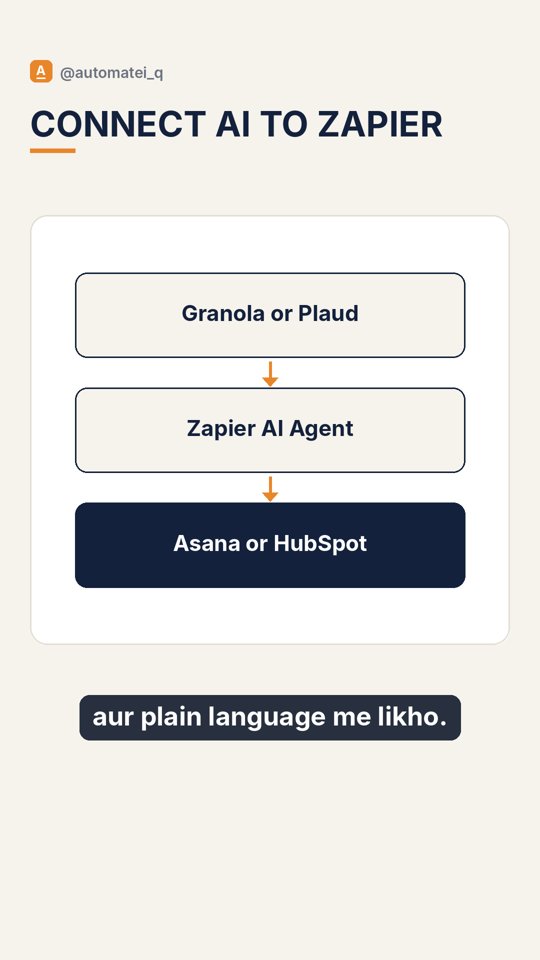 A
@automatei_q
CONNECT AI TO ZAPIER
Granola or Plaud
Zapier AI Agent
Asana or HubSpot
aur plain language me likho.